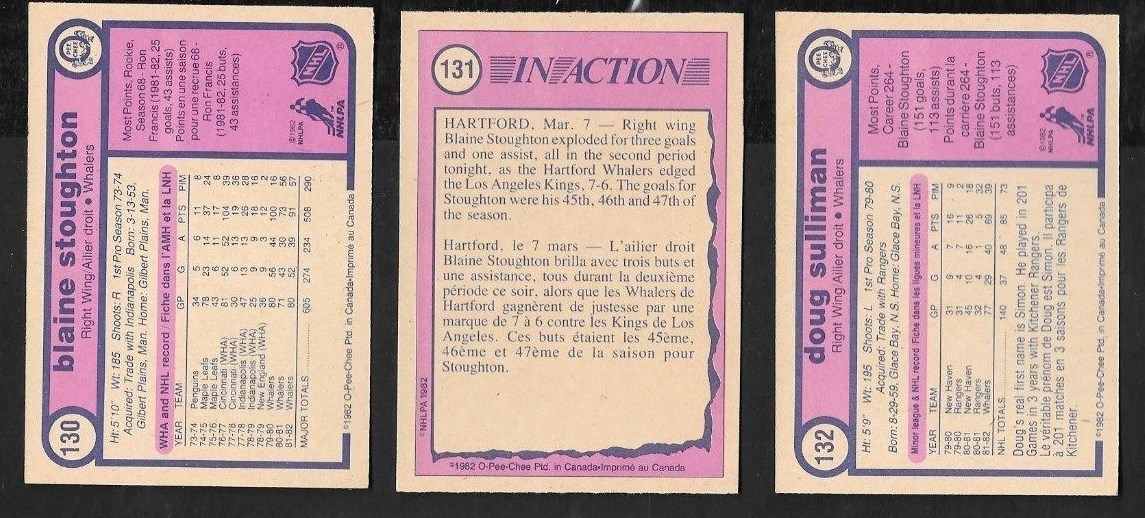 130
blaine stoughton
Right Wing/Ailier droit • Whalers
O PEE CHEE
Ht: 5'10" Wt: 185 Shoots: R 1st Pro Season 73-74
Acquired: Trade with Indianapolis Born: 3-13-53,
Gilbert Plains, Man. Home: Gilbert Plains, Man.
WHA and NHL record / Fiche dans l'AMH et la LNH
YEAR TEAM GP G A PTS PIM
73-74 Penguins 34 5 6 11 8
74-75 Maple Leafs 78 23 14 37 24
75-76 Maple Leafs 43 6 11 17 8
76-77 Cincinnati (WHA) 81 52 52 104 39
77-78 Cincinnati (WHA) 30 6 13 19 36
77-78 Indianapolis (WHA) 47 13 13 26 28
78-79 Indianapolis (WHA) 25 9 9 18 16
78-79 New England (WHA) 36 9 3 12 2
79-80 Whalers 80 56 44 100 16
80-81 Whalers 71 43 30 73 56
81-82 Whalers 80 52 39 91 57
MAJOR TOTALS 605 274 234 508 290
Most Points, Rookie,
Season 68 - Ron
Francis (1981-82, 25
goals, 43 assists)
Points en une saison
pour une recrue 68 -
Ron Francis
(1981-82, 25 buts,
43 assistances)
NHL ®
©1982
NHLPA
NHLPA
©1982 O-Pee-Chee Ptd. in Canada•Imprimé au Canada
131
IN ACTION
HARTFORD, Mar. 7 — Right wing
Blaine Stoughton exploded for three goals
and one assist, all in the second period
tonight, as the Hartford Whalers edged
the Los Angeles Kings, 7-6. The goals for
Stoughton were his 45th, 46th and 47th of
the season.
Hartford, le 7 mars — L'ailier droit
Blaine Stoughton brilla avec trois buts et
une assistance, tous durant la deuxième
période ce soir, alors que les Whalers de
Hartford gagnèrent de justesse par une
marque de 7 à 6 contre les Kings de Los
Angeles. Ces buts étaient les 45ème,
46ème et 47ème de la saison pour
Stoughton.
©NHLPA 1982
©1982 O-Pee-Chee Ptd. in Canada•Imprimé au Canada
132
doug sulliman
Right Wing/Ailier droit • Whalers
O PEE CHEE
Ht: 5'9" Wt: 195 Shoots: L 1st Pro Season 79-80
Acquired: Trade with Rangers
Born: 8-29-59, Glace Bay, N.S. Home: Glace Bay, N.S.
Minor league & NHL record / Fiche dans les ligues mineures et la LNH
YEAR TEAM GP G A PTS PIM
79-80 New Haven 31 9 7 16 9
79-80 Rangers 31 4 7 11 2
80-81 New Haven 45 10 16 26 18
80-81 Rangers 32 4 1 5 32
81-82 Whalers 77 29 40 69 39
NHL TOTALS 140 37 48 85 73
Doug's real first name is Simon. He played in 201
Games in 3 years with Kitchener Rangers.
Le véritable prénom de Doug est Simon. Il participa
à 201 matches en 3 saisons pour les Rangers de
Kitchener.
Most Points,
Career 264 -
Blaine Stoughton
(151 goals,
113 assists)
Points durant la
carrière 264 -
Blaine Stoughton
(151 buts, 113
assistances)
NHL ®
©1982
NHLPA
NHLPA
©1982 O-Pee-Chee Ptd. in Canada•Imprimé au Canada